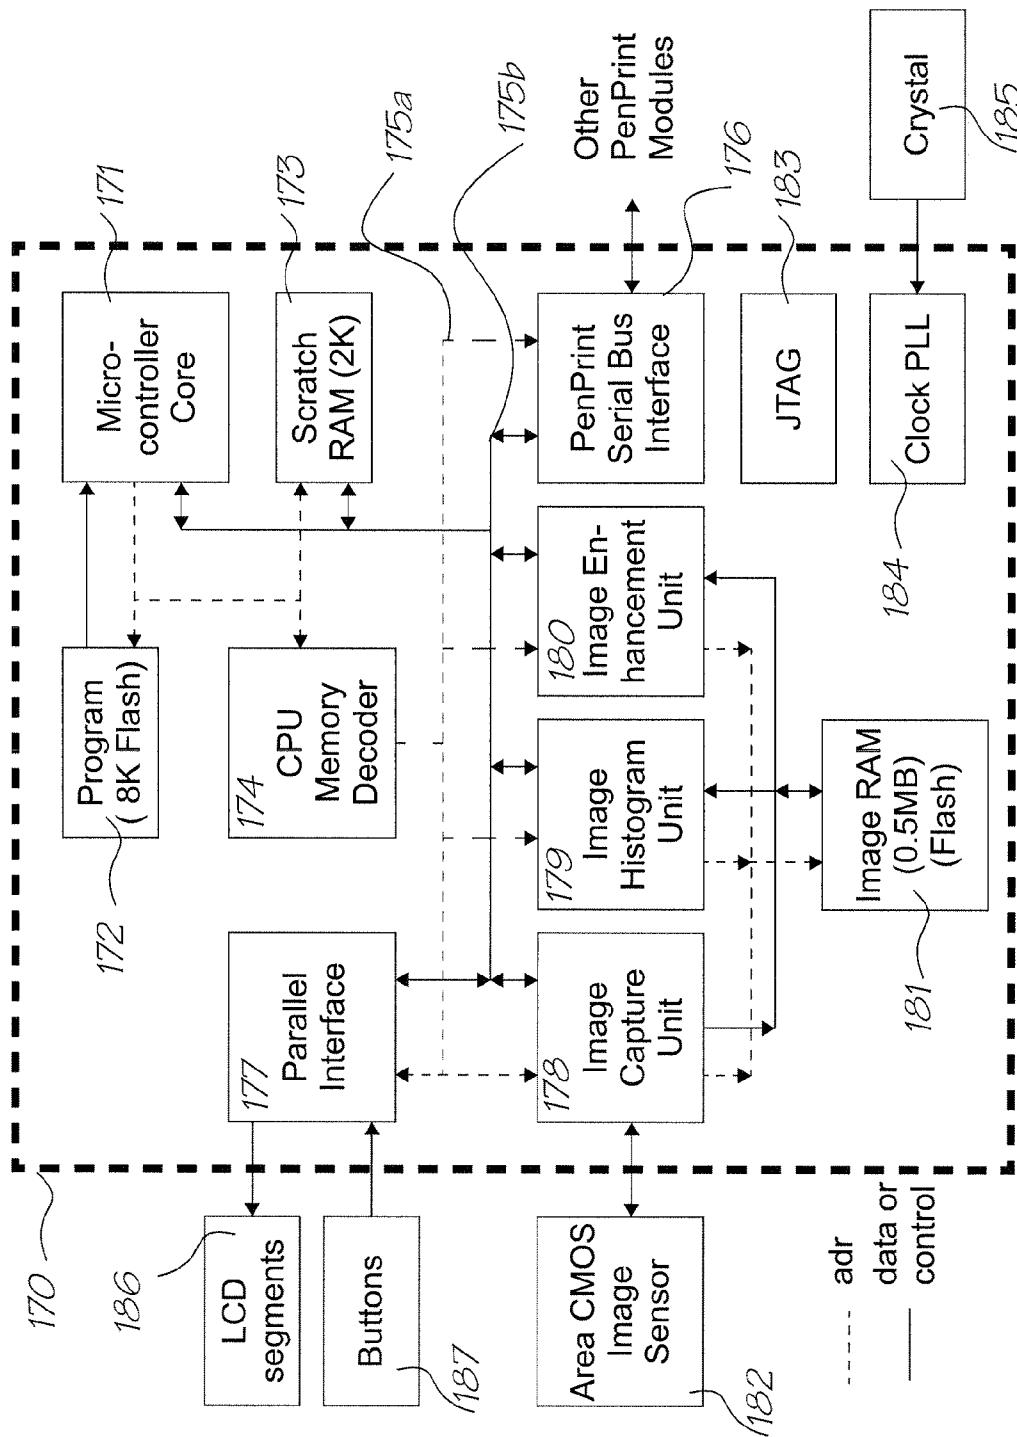 170
186
LCD
segments
Buttons
187
177
Parallel
Interface
172
Program
( 8K Flash)
171
Micro-
controller
Core
174
CPU
Memory
Decoder
173
Scratch
RAM (2K)
175a
175b
182
Area CMOS
Image
Sensor
178
Image
Capture
Unit
179
Image
Histogram
Unit
180
Image En-
hancement
Unit
PenPrint
Serial Bus
Interface
176
Other
PenPrint
Modules
JTAG
183
adr
data or
control
181
Image RAM
(0.5MB)
(Flash)
184
Clock PLL
Crystal
185